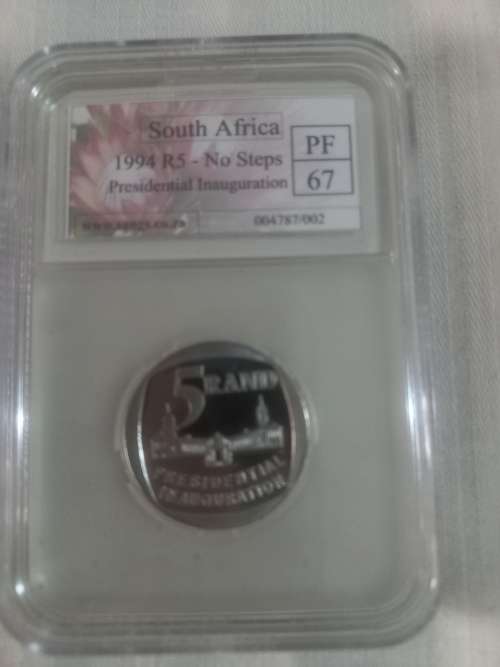 South Africa
1994 R5 - No Steps
Presidential Inauguration
PF
67
004787/002
5 RAND
PRESIDENTIAL
INAUGURATION